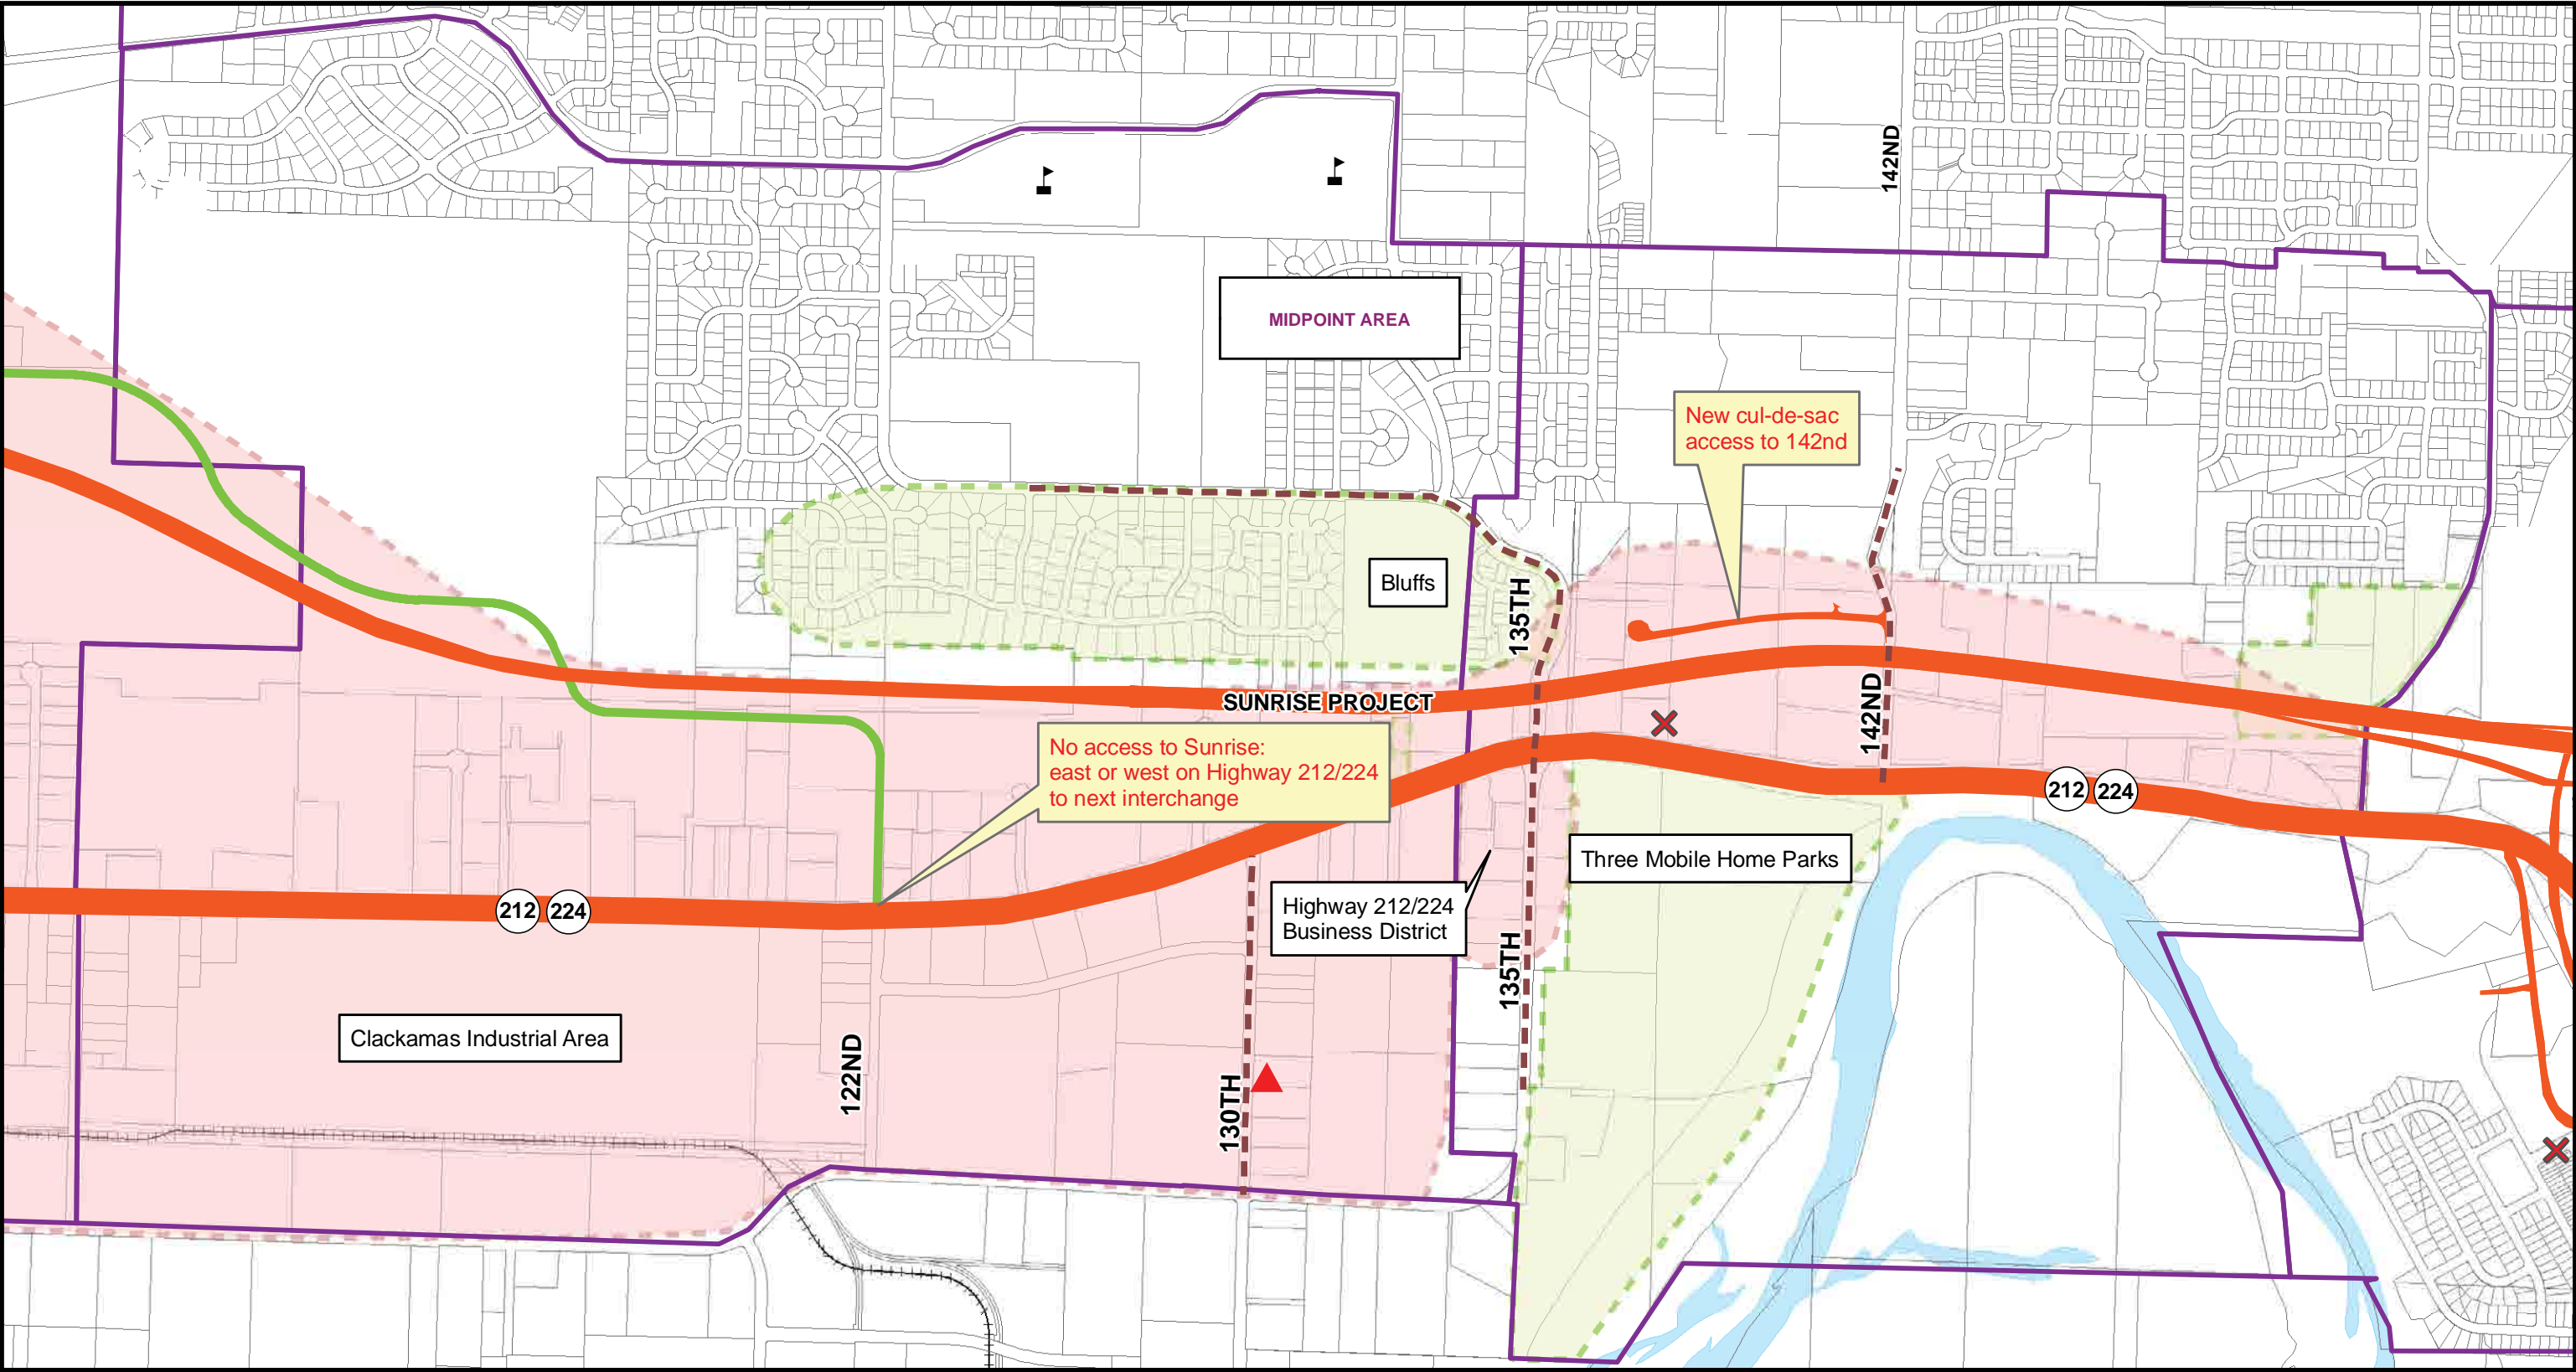 142ND
MIDPOINT AREA
New cul-de-sac
access to 142nd
Bluffs
135TH
SUNRISE PROJECT
142ND
No access to Sunrise:
east or west on Highway 212/224
to next interchange
212 224
Three Mobile Home Parks
212 224
Highway 212/224
Business District
135TH
Clackamas Industrial Area
122ND
130TH